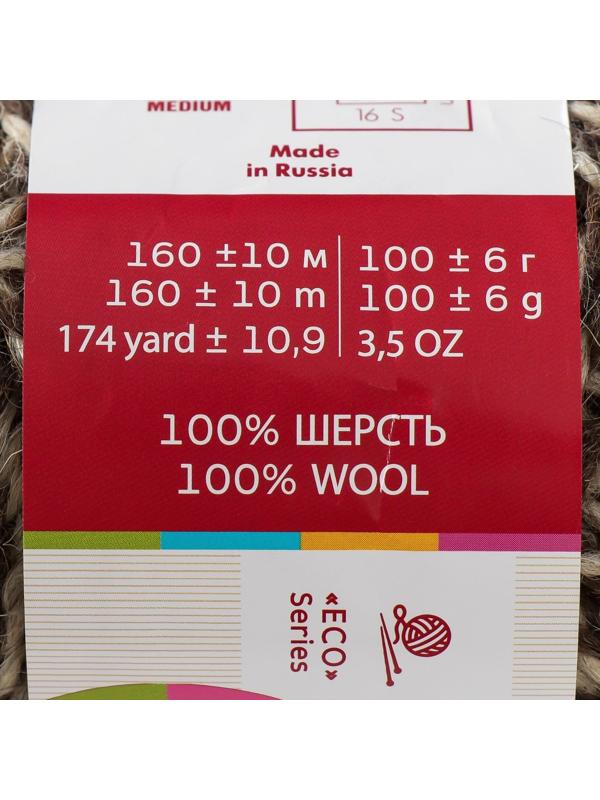 MEDIUM
16 S
Made
in Russia
160 ±10 м
100 ± 6 г
160 ± 10 m
100 ± 6 g
174 yard ± 10,9
3,5 OZ
100% ШЕРСТЬ
100% WOOL
«ECO»
Series